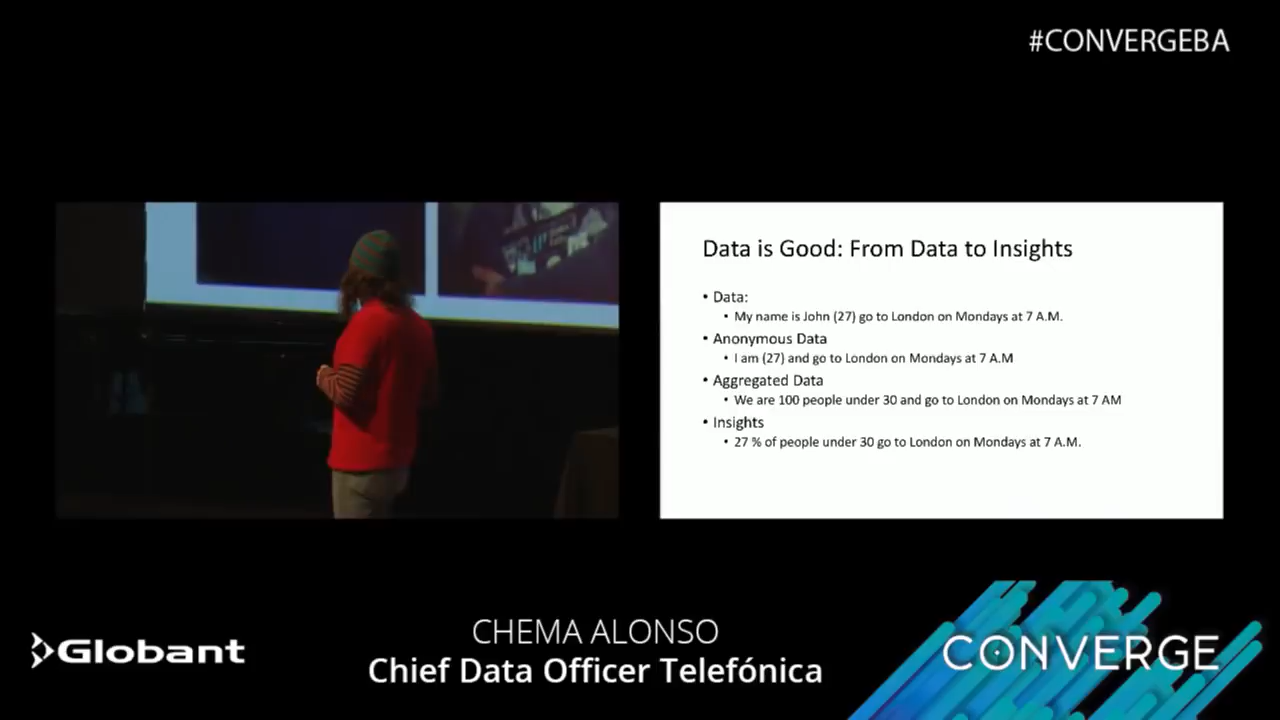 #CONVERGEBA
Data is Good: From Data to Insights
• Data:
• My name is John (27) go to London on Mondays at 7 A.M.
• Anonymous Data
• I am (27) and go to London on Mondays at 7 A.M
• Aggregated Data
• We are 100 people under 30 and go to London on Mondays at 7 AM
• Insights
• 27 % of people under 30 go to London on Mondays at 7 A.M.
Globant
CHEMA ALONSO
Chief Data Officer Telefónica
CONVERGE